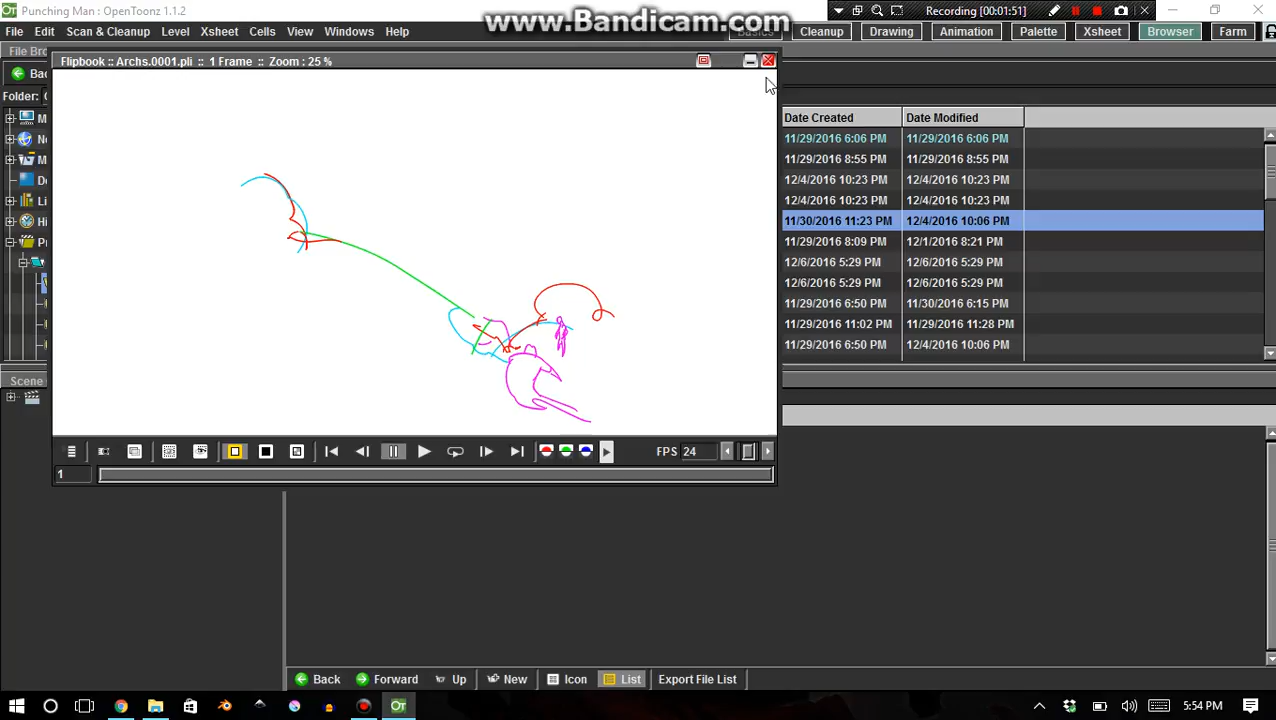 Punching Man : OpenToonz 1.1.2
www.Bandicam.com
Recording [00:01:51]
File Edit Scan & Cleanup Level Xsheet Cells View Windows Help
Basics Cleanup Drawing Animation Palette Xsheet Browser Farm
File Bro
Flipbook :: Archs.0001.pli :: 1 Frame :: Zoom : 25 %
Bac
Folder:
Date Created Date Modified
11/29/2016 6:06 PM 11/29/2016 6:06 PM
11/29/2016 8:55 PM 11/29/2016 8:55 PM
12/4/2016 10:23 PM 12/4/2016 10:23 PM
12/4/2016 10:23 PM 12/4/2016 10:23 PM
11/30/2016 11:23 PM 12/4/2016 10:06 PM
11/29/2016 8:09 PM 12/1/2016 8:21 PM
12/6/2016 5:29 PM 12/6/2016 5:29 PM
12/6/2016 5:29 PM 12/6/2016 5:29 PM
11/29/2016 6:50 PM 11/30/2016 6:15 PM
11/29/2016 11:02 PM 11/29/2016 11:28 PM
11/29/2016 6:50 PM 12/4/2016 10:06 PM
Scene
FPS 24
1
Back Forward Up New Icon List Export File List
5:54 PM